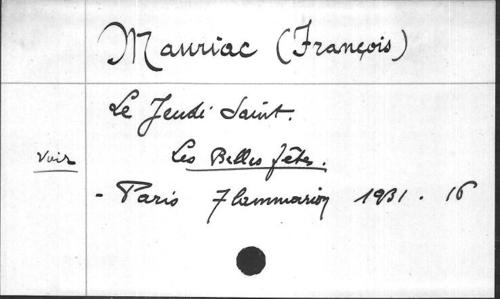 Mauriac (François)
Le Jeudi Saint.
Voir Les Belles fêtes.
- Paris Flammarion 1931. 16